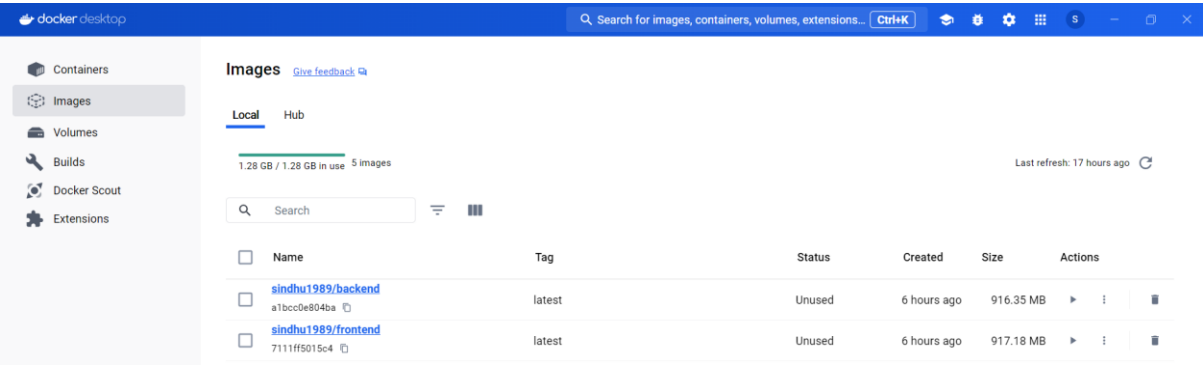 docker desktop
Search for images, containers, volumes, extensions... Ctrl+K
S
Containers
Images
Volumes
Builds
Docker Scout
Extensions
Images Give feedback
Local Hub
1.28 GB / 1.28 GB in use 5 images
Last refresh: 17 hours ago
Search
Name Tag Status Created Size Actions
sindhu1989/backend latest Unused 6 hours ago 916.35 MB
a1bcc0e804ba
sindhu1989/frontend latest Unused 6 hours ago 917.18 MB
7111ff5015c4